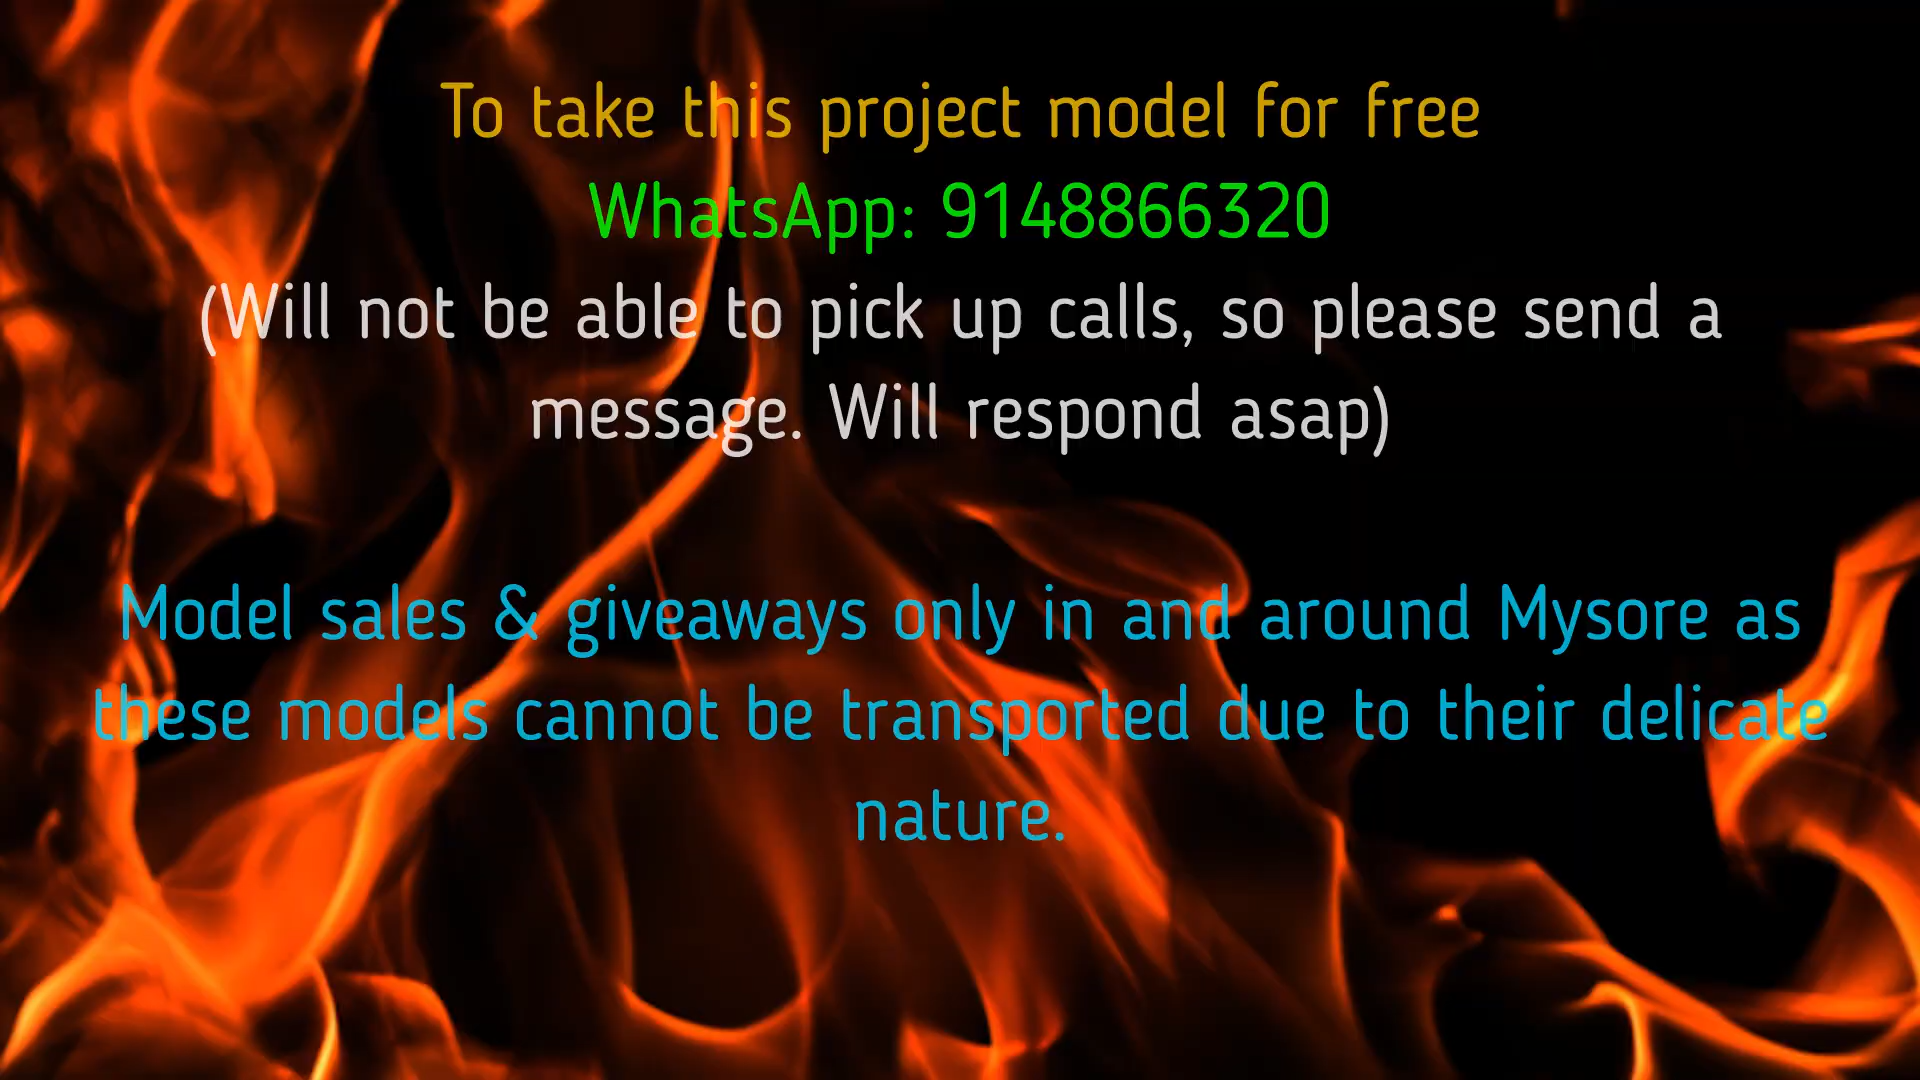 To take this project model for free
WhatsApp: 9148866320
(Will not be able to pick up calls, so please send a
message. Will respond asap)
Model sales & giveaways only in and around Mysore as
these models cannot be transported due to their delicate
nature.